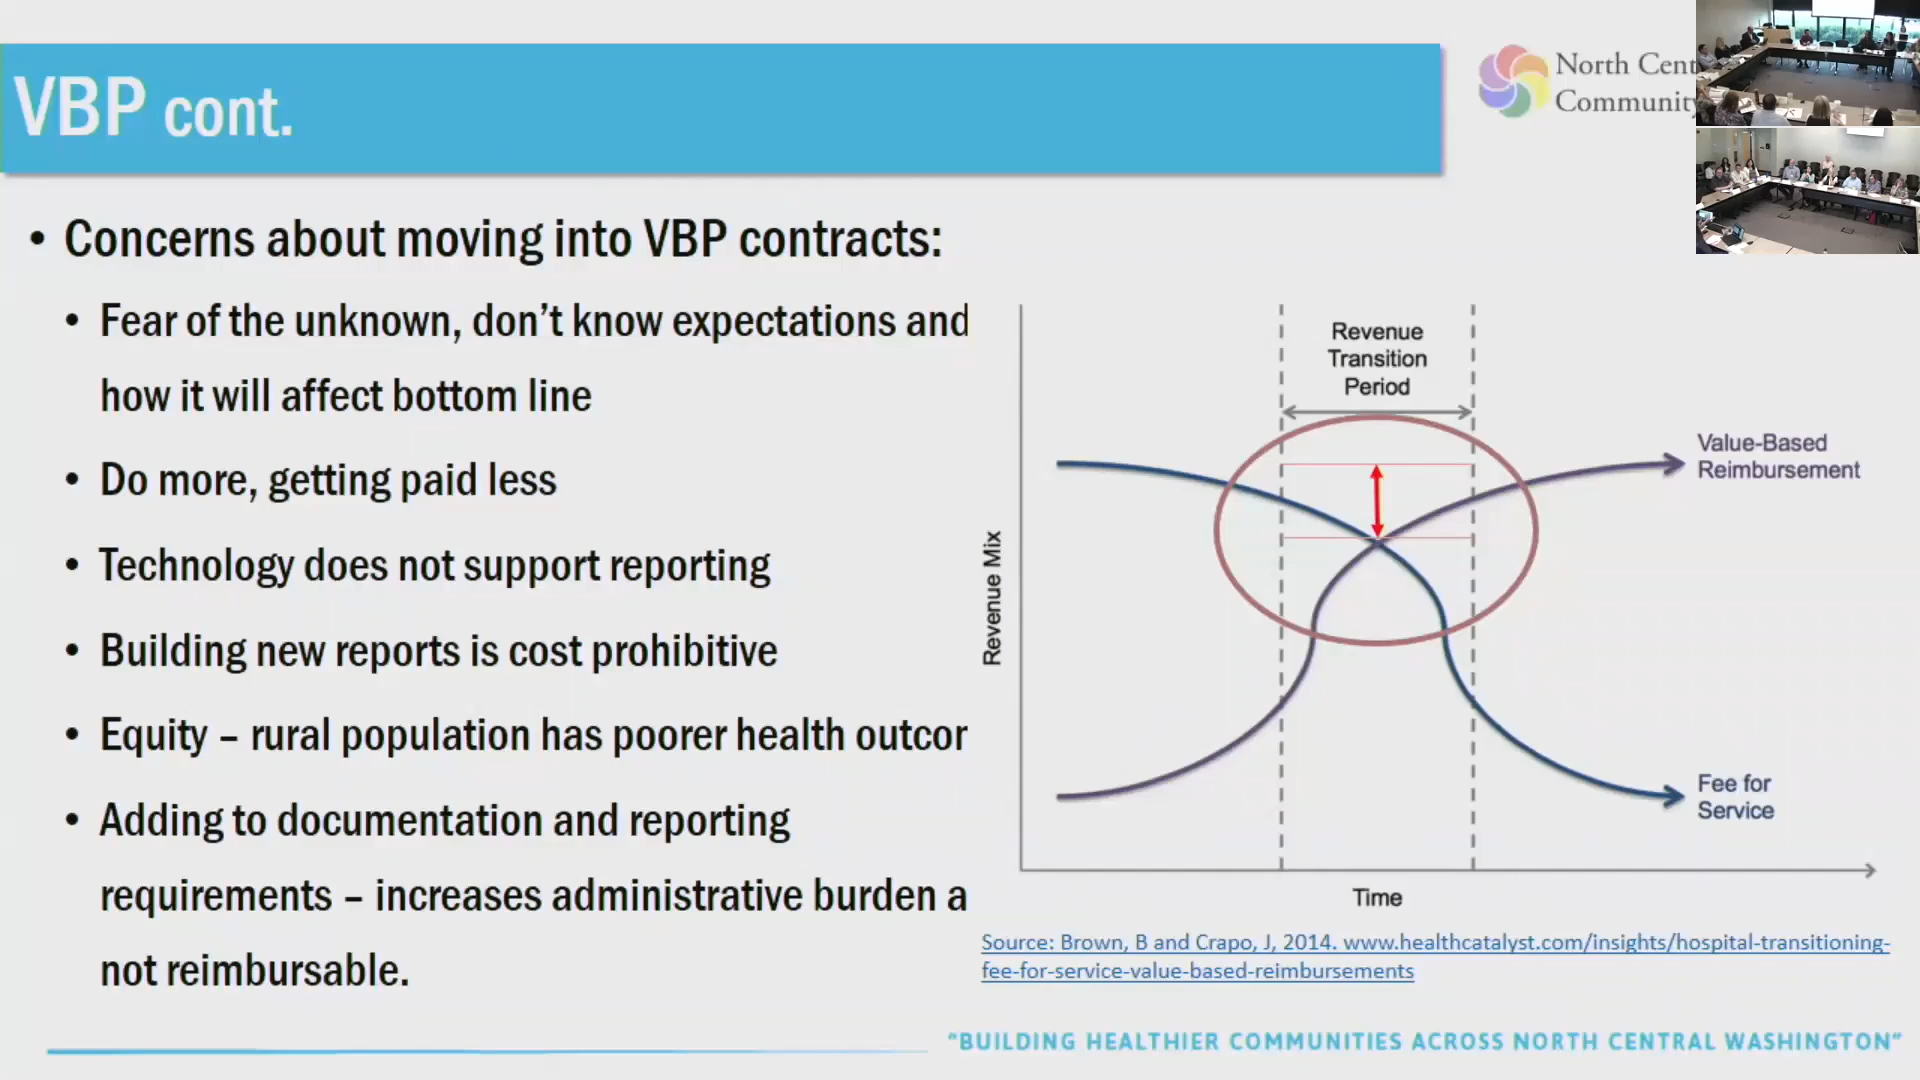 VBP cont.
North Cent
Community
• Concerns about moving into VBP contracts:
• Fear of the unknown, don't know expectations and
how it will affect bottom line
• Do more, getting paid less
• Technology does not support reporting
• Building new reports is cost prohibitive
• Equity – rural population has poorer health outcor
• Adding to documentation and reporting
requirements – increases administrative burden a
not reimbursable.
Revenue
Transition
Period
Value-Based
Reimbursement
Revenue Mix
Fee for
Service
Time
Source: Brown, B and Crapo, J, 2014. www.healthcatalyst.com/insights/hospital-transitioning-
fee-for-service-value-based-reimbursements
"BUILDING HEALTHIER COMMUNITIES ACROSS NORTH CENTRAL WASHINGTON"